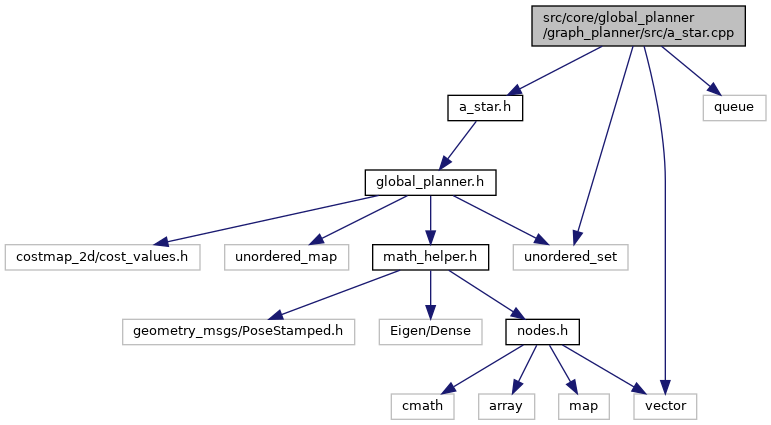 src/core/global_planner
/graph_planner/src/a_star.cpp
a_star.h
queue
global_planner.h
costmap_2d/cost_values.h
unordered_map
math_helper.h
unordered_set
geometry_msgs/PoseStamped.h
Eigen/Dense
nodes.h
cmath
array
map
vector